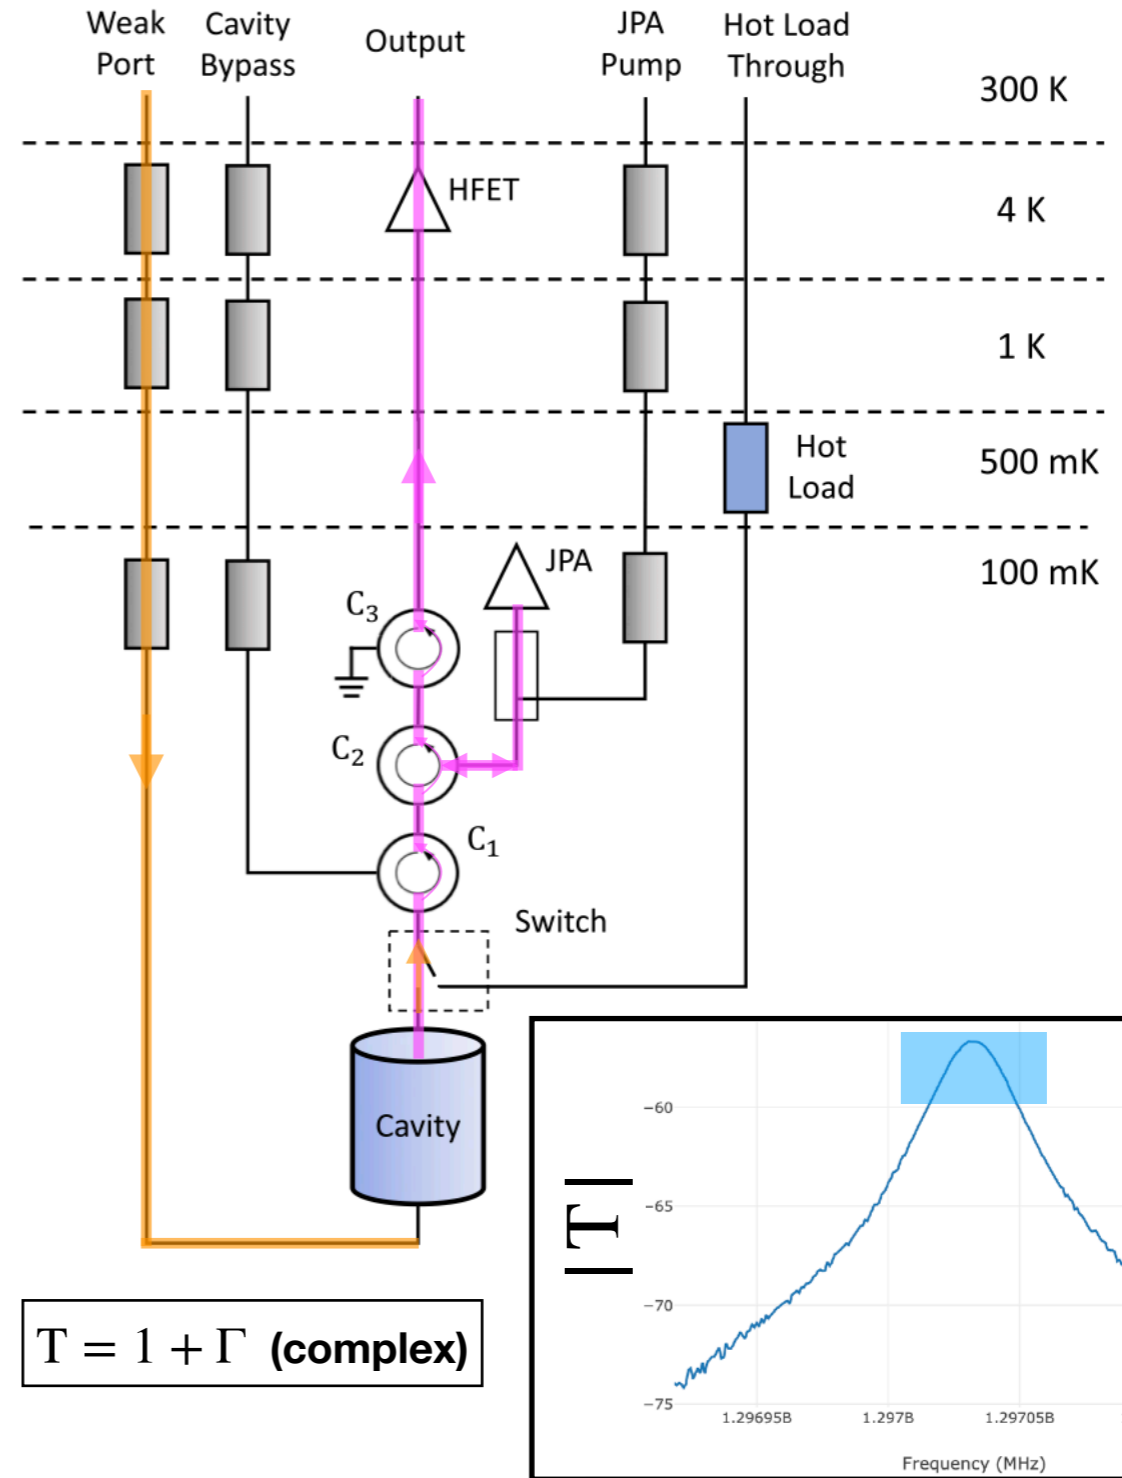 Weak
Port
Cavity
Bypass
Output
JPA
Pump
Hot Load
Through
300 K
HFET
4 K
1 K
Hot
Load
500 mK
JPA
100 mK
C₃
C₂
C₁
Switch
Cavity
T = 1 + Γ (complex)
|T|
−60
−65
−70
−75
1.29695B
1.297B
1.29705B
Frequency (MHz)